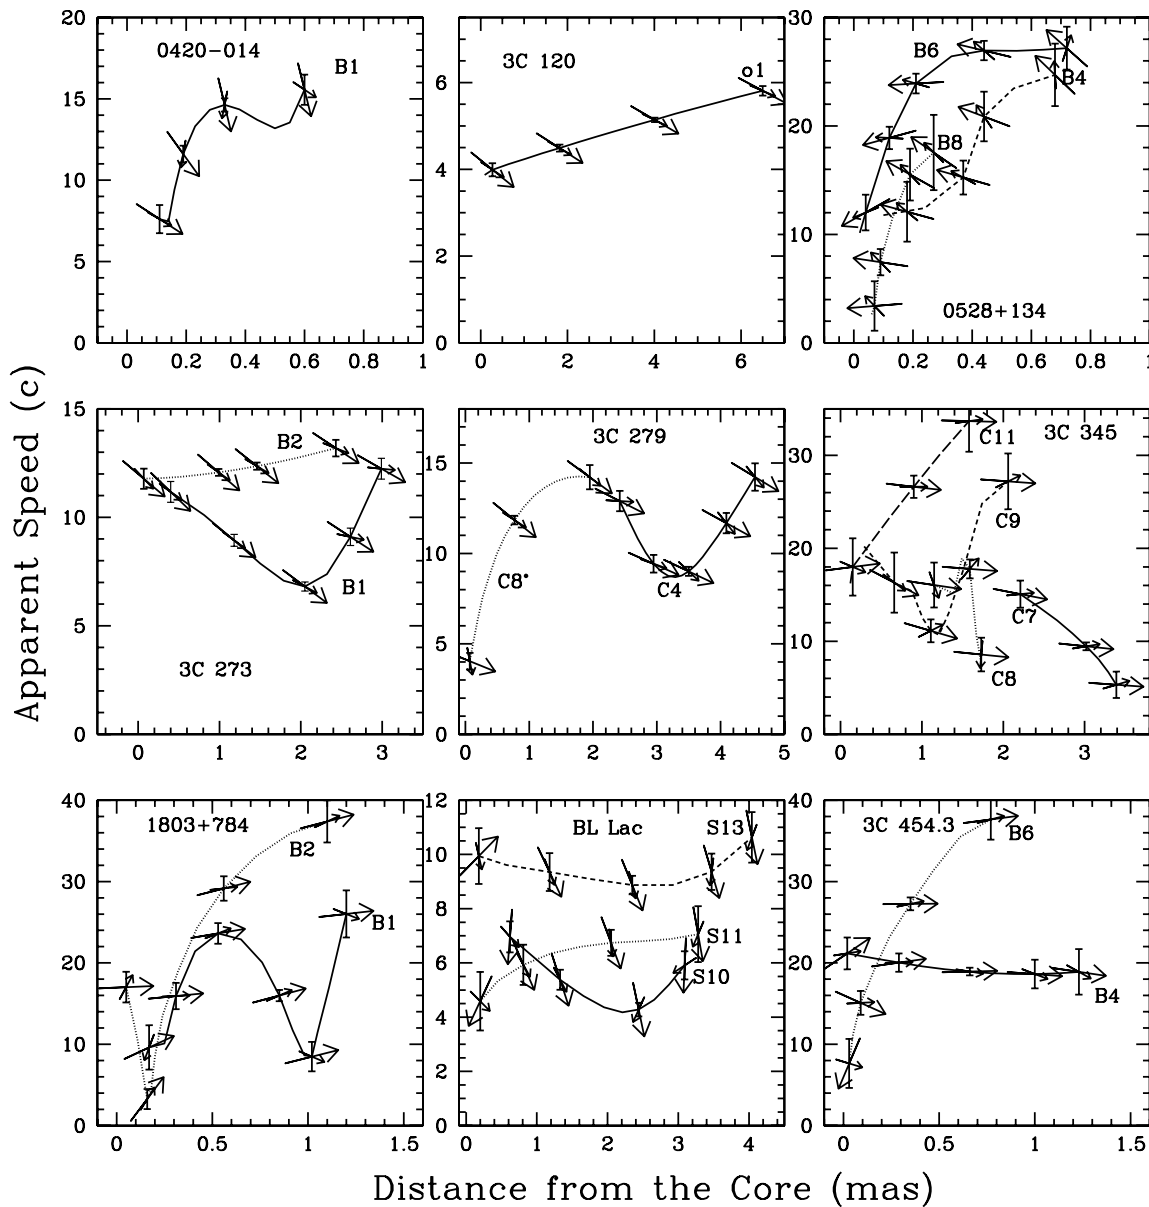 20
15
10
5
0
0420-014
B1
0 0.2 0.4 0.6 0.8 1
6
4
2
0
3C 120
o1
0 2 4 6
30
20
10
0
B6
B4
B8
0528+134
0 0.2 0.4 0.6 0.8 1
15
10
5
0
B2
B1
3C 273
0 1 2 3
15
10
5
0
3C 279
C8*
C4
0 1 2 3 4 5
30
20
10
0
C11
3C 345
C9
C7
C8
0 1 2 3
40
30
20
10
0
1803+784
B2
B1
0 0.5 1 1.5
12
10
8
6
4
2
0
BL Lac
S13
S11
S10
0 1 2 3 4
40
30
20
10
0
3C 454.3
B6
B4
0 0.5 1 1.5
Apparent Speed (c)
Distance from the Core (mas)